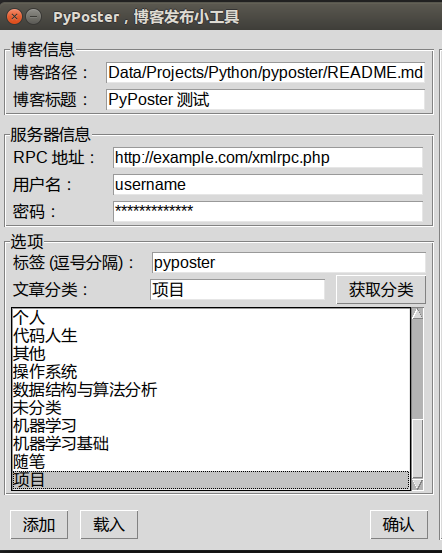 PyPoster，博客发布小工具
博客信息
博客路径： Data/Projects/Python/pyposter/README.md
博客标题： PyPoster 测试
服务器信息
RPC 地址： http://example.com/xmlrpc.php
用户名： username
密码： *************
选项
标签 (逗号分隔)： pyposter
文章分类： 项目 获取分类
个人
代码人生
其他
操作系统
数据结构与算法分析
未分类
机器学习
机器学习基础
随笔
项目
添加 载入 确认